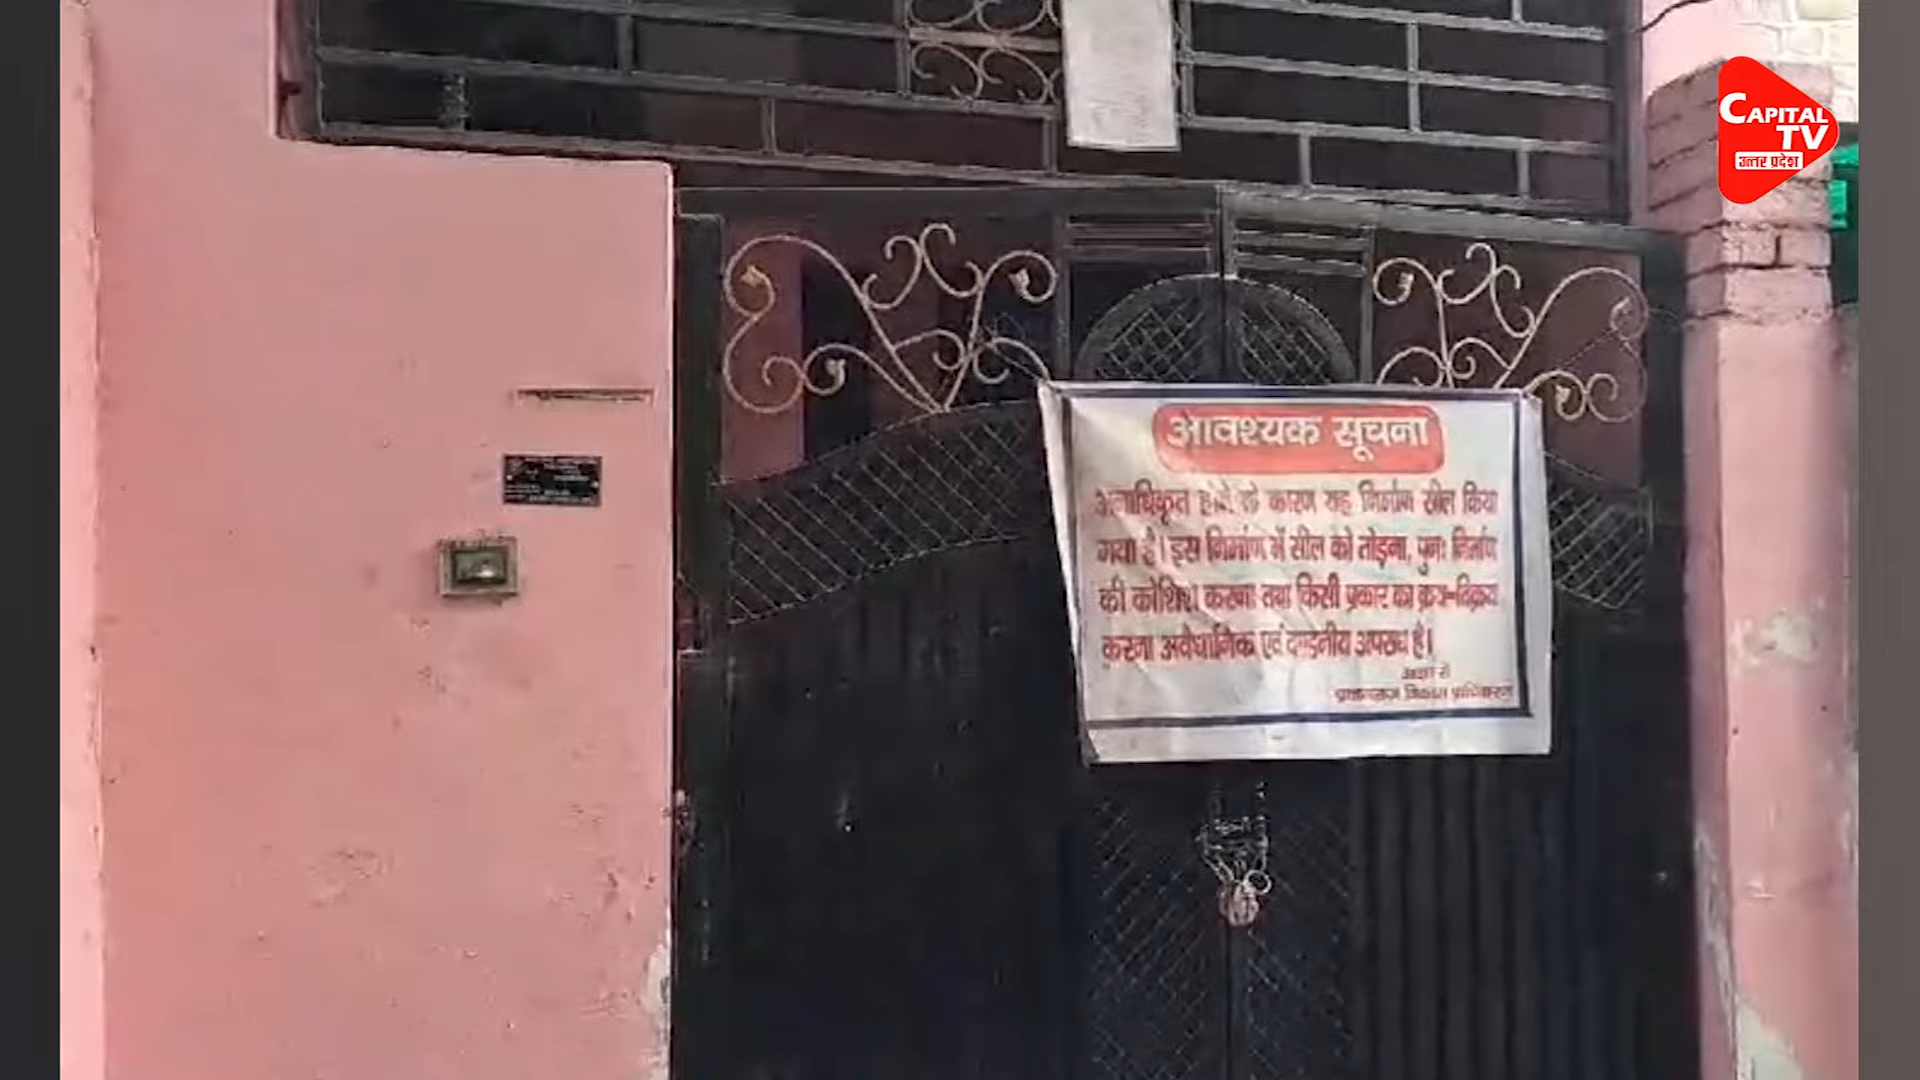 CAPITAL
TV
उत्तर प्रदेश
आवश्यक सूचना
अनाधिकृत होने के कारण यह निर्माण सील किया
गया है। इस निर्माण में सील को तोड़ना, पुनः निर्माण
की कोशिश करना तथा किसी प्रकार का क्रय-विक्रय
करना अवैधानिक एवं दण्डनीय अपराध है।
आज्ञा से
प्रयागराज विकास प्राधिकरण